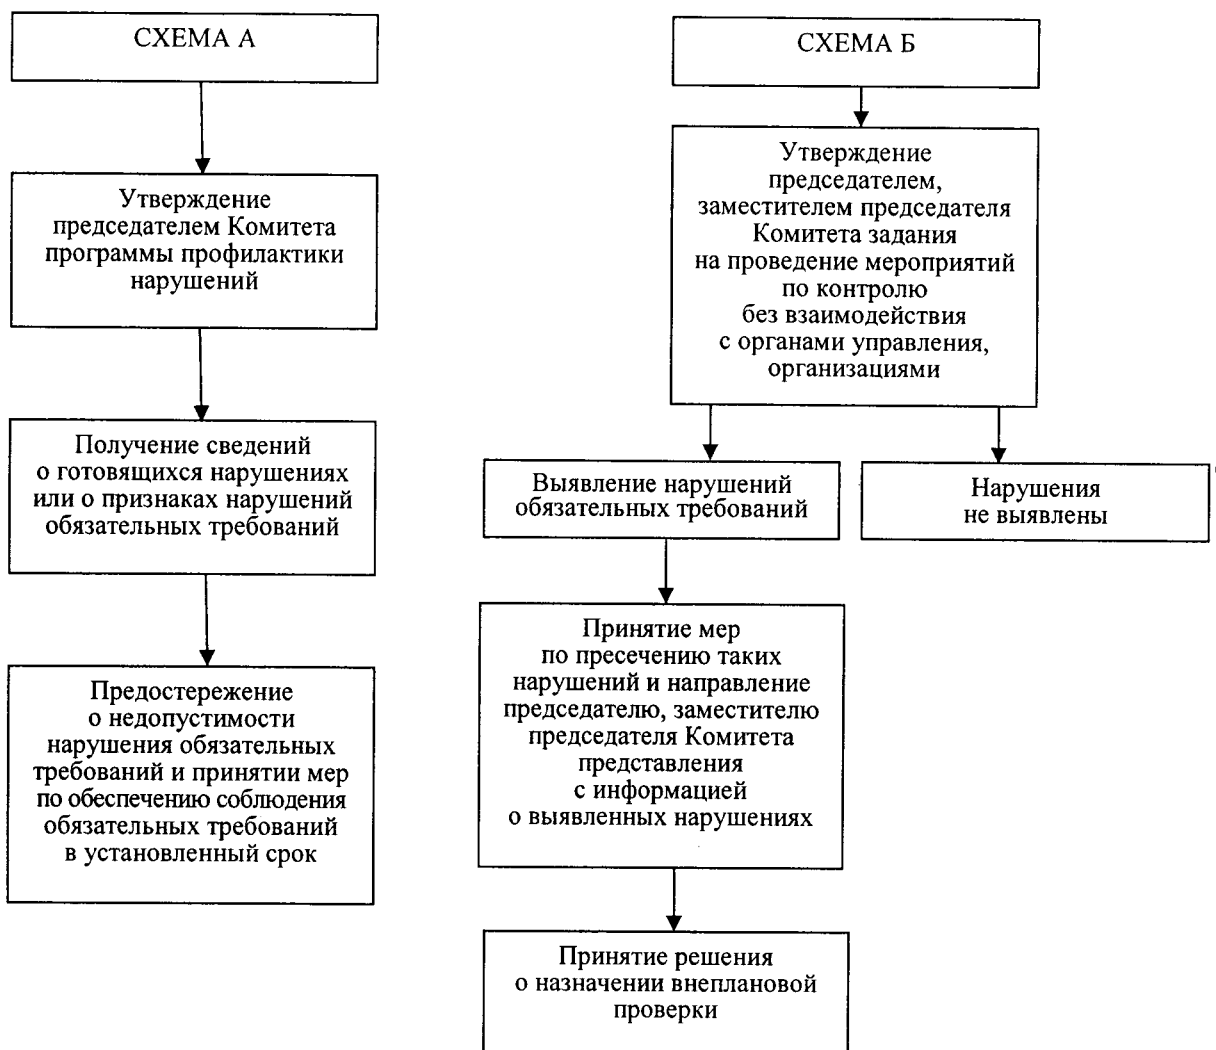 СХЕМА А
Утверждение
председателем Комитета
программы профилактики
нарушений
Получение сведений
о готовящихся нарушениях
или о признаках нарушений
обязательных требований
Предостережение
о недопустимости
нарушения обязательных
требований и принятии мер
по обеспечению соблюдения
обязательных требований
в установленный срок
СХЕМА Б
Утверждение
председателем,
заместителем председателя
Комитета задания
на проведение мероприятий
по контролю
без взаимодействия
с органами управления,
организациями
Выявление нарушений
обязательных требований
Нарушения
не выявлены
Принятие мер
по пресечению таких
нарушений и направление
председателю, заместителю
председателя Комитета
представления
с информацией
о выявленных нарушениях
Принятие решения
о назначении внеплановой
проверки